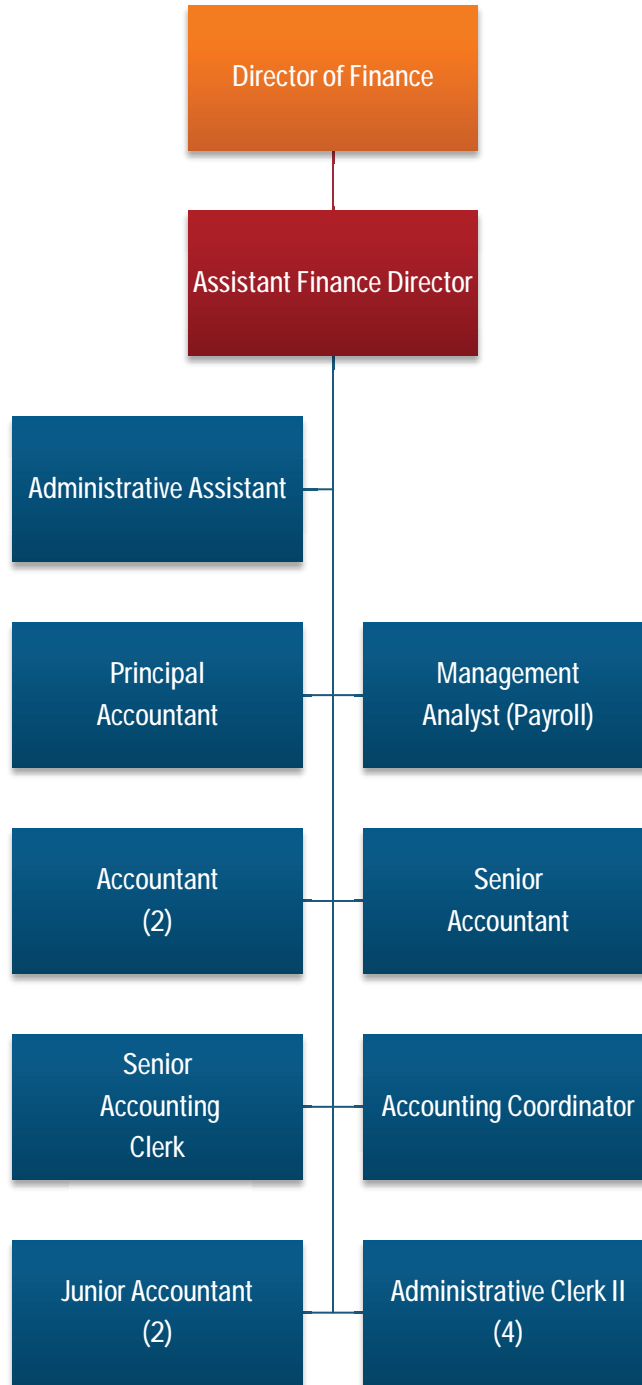 Director of Finance
Assistant Finance Director
Administrative Assistant
Principal
Accountant
Management
Analyst (Payroll)
Accountant
(2)
Senior
Accountant
Senior
Accounting
Clerk
Accounting Coordinator
Junior Accountant
(2)
Administrative Clerk II
(4)